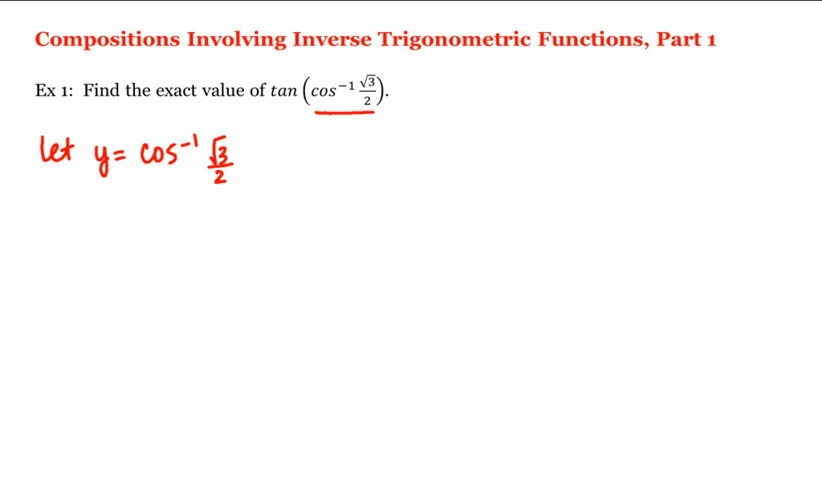 Compositions Involving Inverse Trigonometric Functions, Part 1
Ex 1: Find the exact value of tan (cos⁻¹ √3/2).
let y = cos⁻¹ √3/2